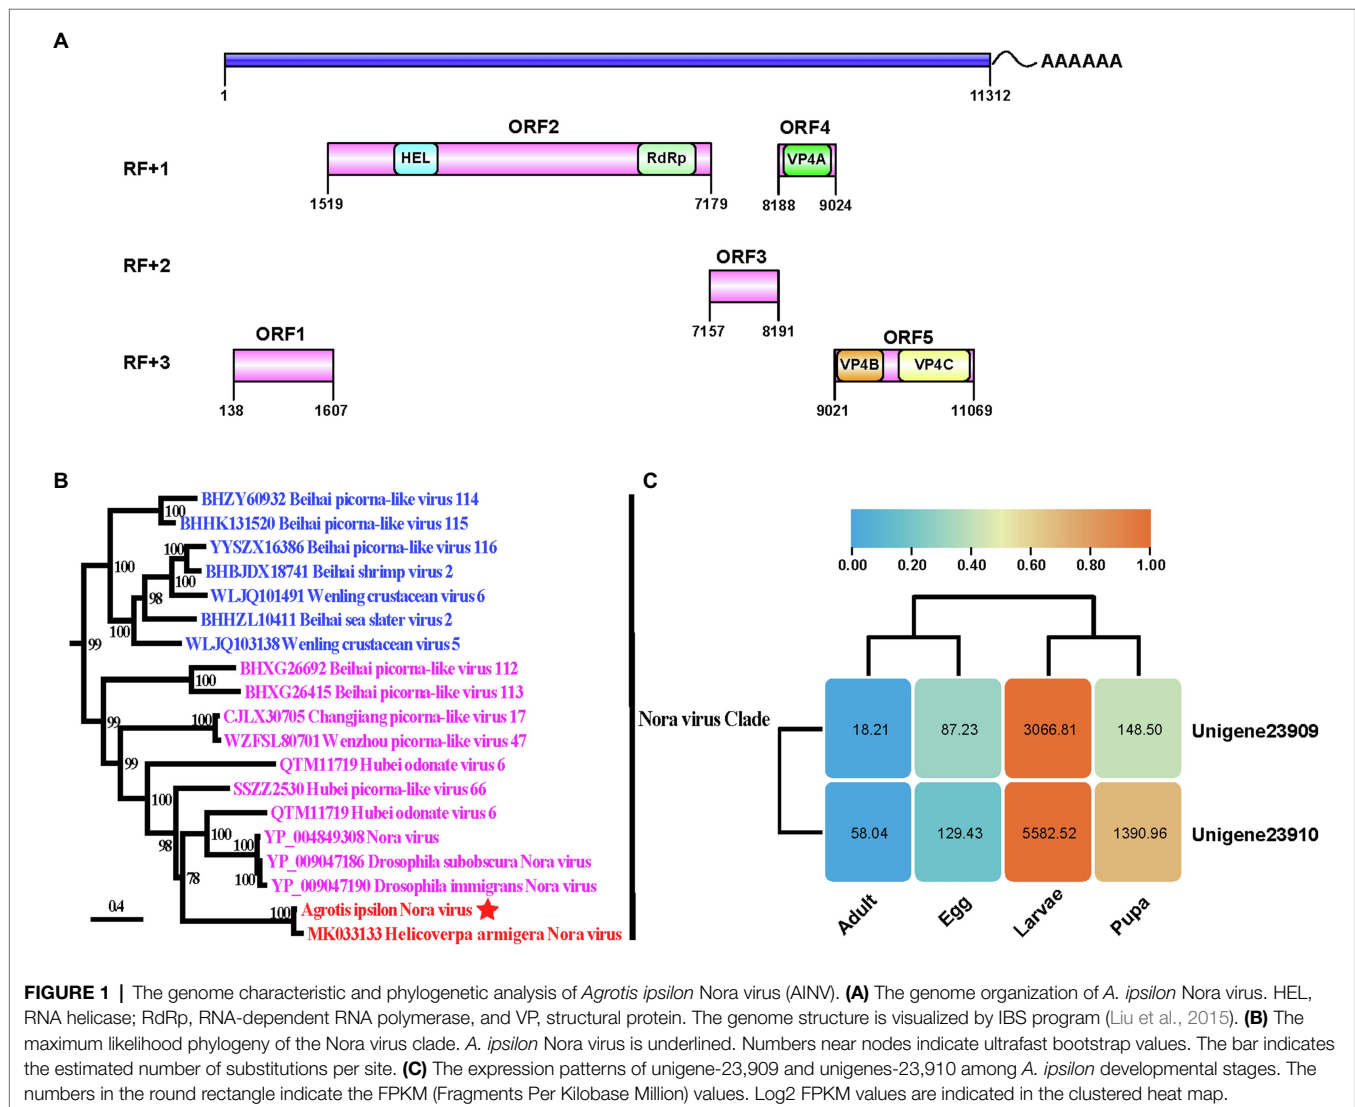 A
AAAAAA
1
11312
ORF2
ORF4
RF+1
HEL
RdRp
VP4A
1519
7179
8188
9024
RF+2
ORF3
7157
8191
ORF1
ORF5
RF+3
VP4B
VP4C
138
1607
9021
11069
B
BHZY60932 Beihai picorna-like virus 114
100
BHHK131520 Beihai picorna-like virus 115
100
YYSZX16386 Beihai picorna-like virus 116
100
BHBJDX18741 Beihai shrimp virus 2
100
WLJQ101491 Wenling crustacean virus 6
98
BHHZL10411 Beihai sea slater virus 2
100
WLJQ103138 Wenling crustacean virus 5
99
BHXG26692 Beihai picorna-like virus 112
100
BHXG26415 Beihai picorna-like virus 113
99
CJLX30705 Changjiang picorna-like virus 17
100
WZFSL80701 Wenzhou picorna-like virus 47
99
QTM11719 Hubei odonate virus 6
SSZZ2530 Hubei picorna-like virus 66
100
QTM11719 Hubei odonate virus 6
100
YP_004849308 Nora virus
98
100
YP_009047186 Drosophila subobscura Nora virus
78
100
YP_009047190 Drosophila immigrans Nora virus
0.4
100
Agrotis ipsilon Nora virus
MK033133 Helicoverpa armigera Nora virus
Nora virus Clade
C
0.00 0.20 0.40 0.60 0.80 1.00
18.21 87.23 3066.81 148.50 Unigene23909
58.04 129.43 5582.52 1390.96 Unigene23910
Adult Egg Larvae Pupa
FIGURE 1 | The genome characteristic and phylogenetic analysis of Agrotis ipsilon Nora virus (AINV). (A) The genome organization of A. ipsilon Nora virus. HEL,
RNA helicase; RdRp, RNA-dependent RNA polymerase, and VP, structural protein. The genome structure is visualized by IBS program (Liu et al., 2015). (B) The
maximum likelihood phylogeny of the Nora virus clade. A. ipsilon Nora virus is underlined. Numbers near nodes indicate ultrafast bootstrap values. The bar indicates
the estimated number of substitutions per site. (C) The expression patterns of unigene-23,909 and unigenes-23,910 among A. ipsilon developmental stages. The
numbers in the round rectangle indicate the FPKM (Fragments Per Kilobase Million) values. Log2 FPKM values are indicated in the clustered heat map.